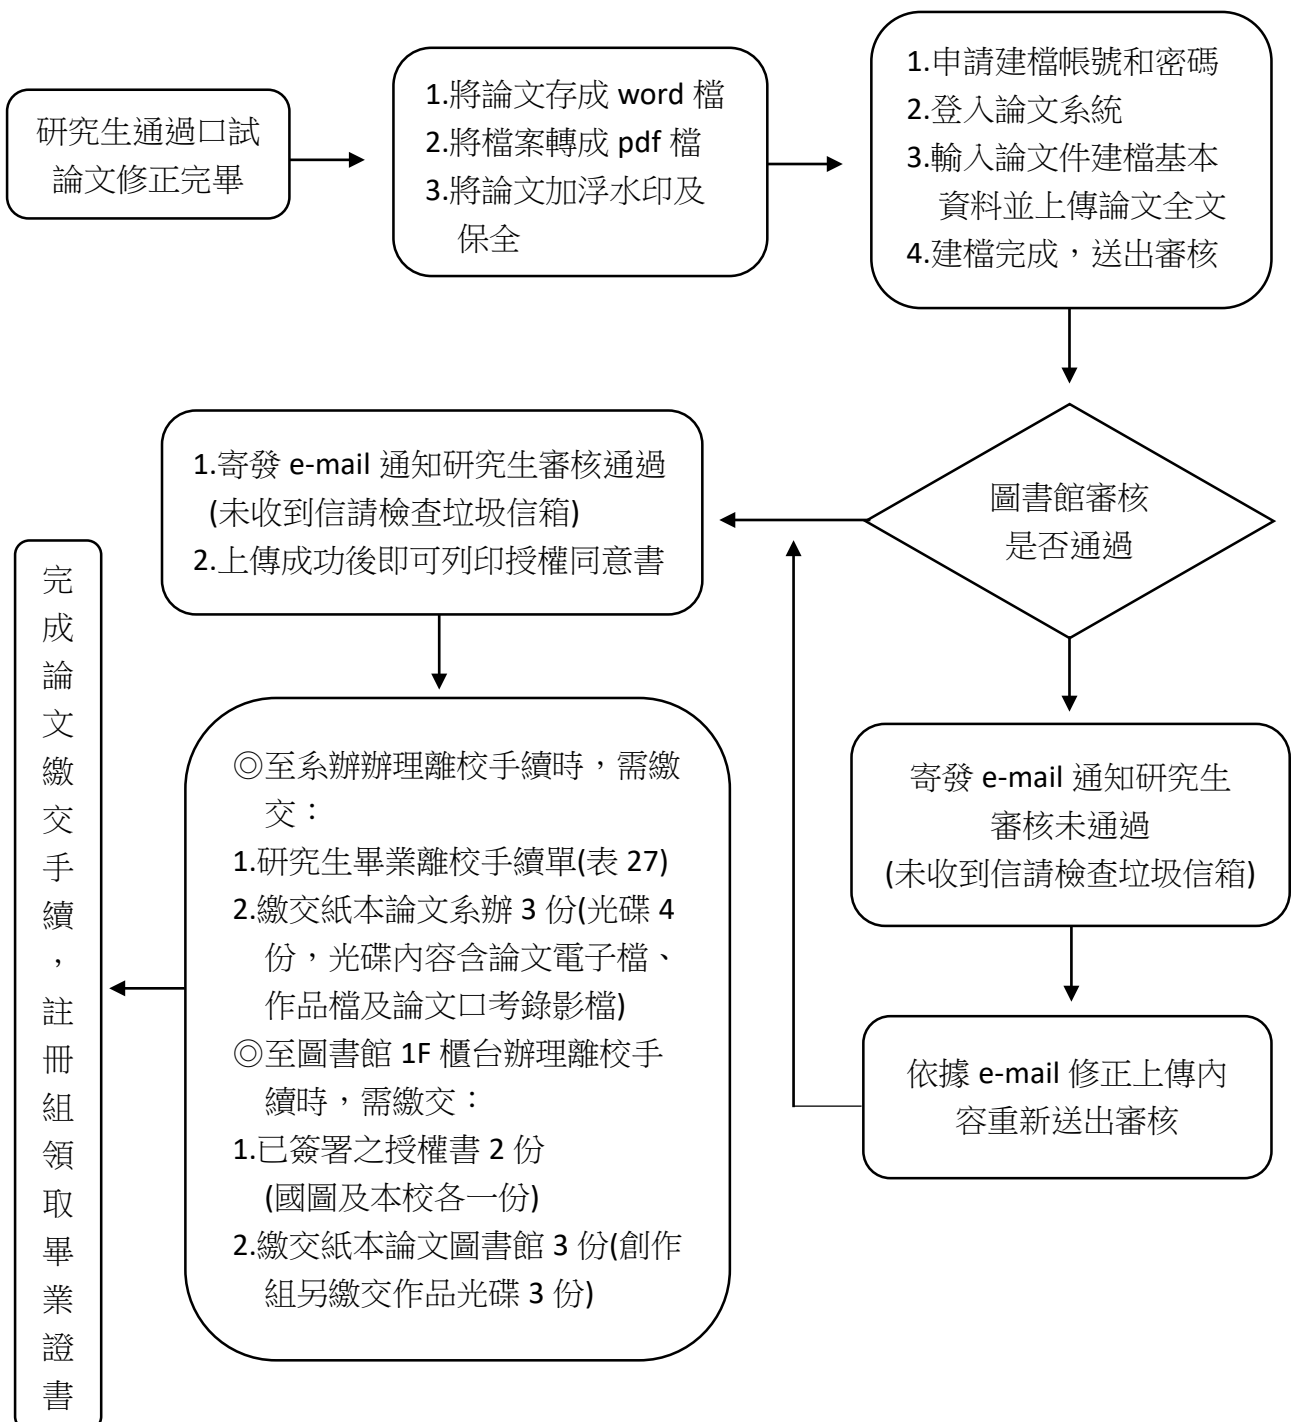 研究生通過口試
論文修正完畢
1.將論文存成 word 檔
2.將檔案轉成 pdf 檔
3.將論文加浮水印及
保全
1.申請建檔帳號和密碼
2.登入論文系統
3.輸入論文件建檔基本
資料並上傳論文全文
4.建檔完成，送出審核
圖書館審核
是否通過
1.寄發 e-mail 通知研究生審核通過
(未收到信請檢查垃圾信箱)
2.上傳成功後即可列印授權同意書
寄發 e-mail 通知研究生
審核未通過
(未收到信請檢查垃圾信箱)
依據 e-mail 修正上傳內
容重新送出審核
◎至系辦辦理離校手續時，需繳
交：
1.研究生畢業離校手續單(表 27)
2.繳交紙本論文系辦 3 份(光碟 4
份，光碟內容含論文電子檔、
作品檔及論文口考錄影檔)
◎至圖書館 1F 櫃台辦理離校手
續時，需繳交：
1.已簽署之授權書 2 份
(國圖及本校各一份)
2.繳交紙本論文圖書館 3 份(創作
組另繳交作品光碟 3 份)
完成論文繳交手續，註冊組領取畢業證書